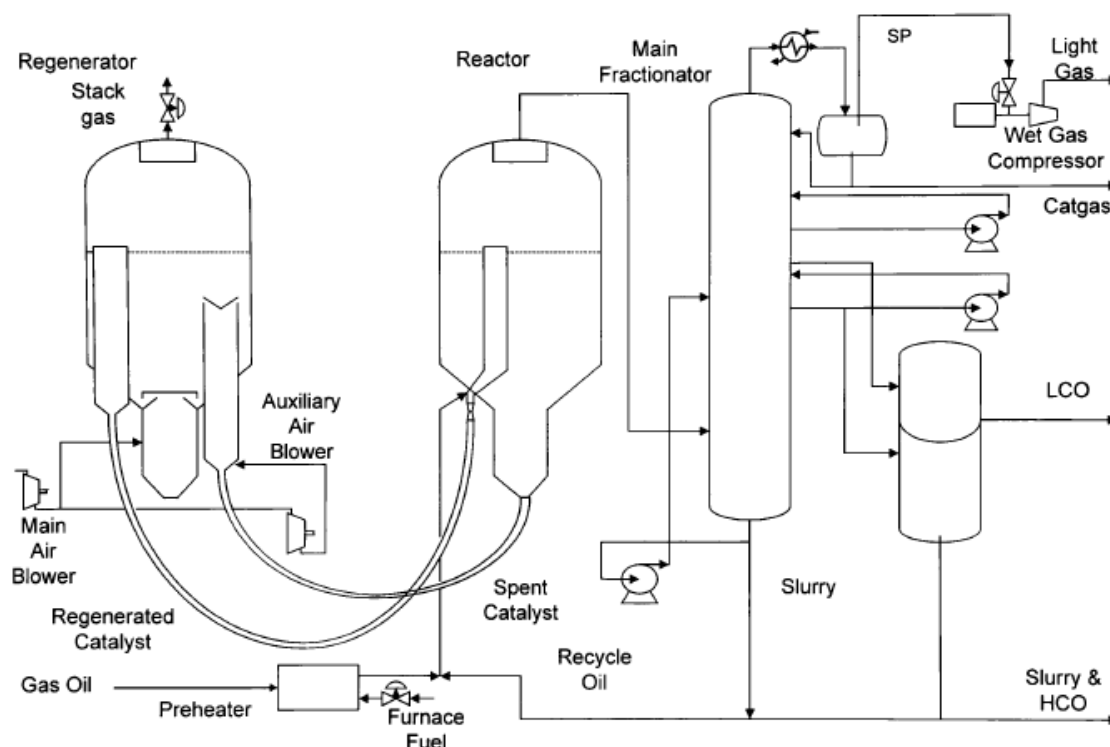 Regenerator
Stack
gas
Reactor
Main
Fractionator
SP
Light
Gas
Wet Gas
Compressor
Catgas
Auxiliary
Air
Blower
LCO
Main
Air
Blower
Regenerated
Catalyst
Spent
Catalyst
Slurry
Gas Oil
Preheater
Furnace
Fuel
Recycle
Oil
Slurry &
HCO